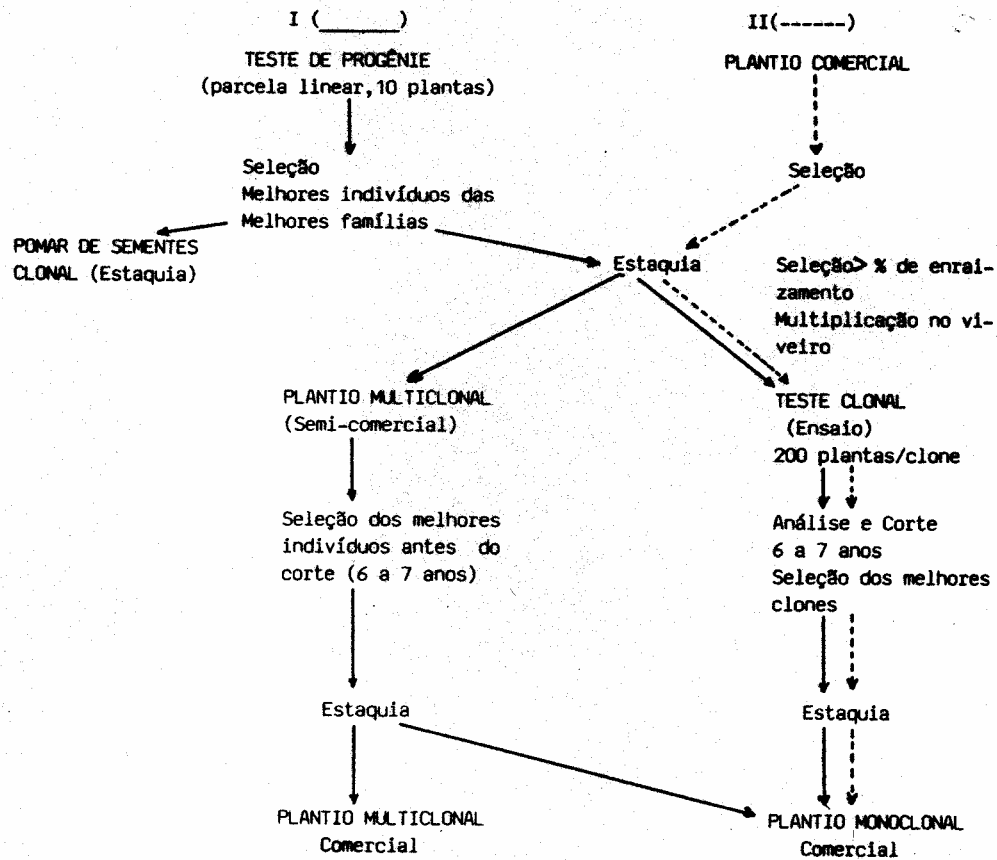 I (______)
TESTE DE PROGÊNIE
(parcela linear, 10 plantas)
II(------)
PLANTIO COMERCIAL
Seleção
Melhores indivíduos das
Melhores famílias
Seleção
POMAR DE SEMENTES
CLONAL (Estaquia)
Estaquia
Seleção> % de enrai-
zamento
Multiplicação no vi-
veiro
PLANTIO MULTICLONAL
(Semi-comercial)
TESTE CLONAL
(Ensaio)
200 plantas/clone
Seleção dos melhores
indivíduos antes do
corte (6 a 7 anos)
Análise e Corte
6 a 7 anos
Seleção dos melhores
clones
Estaquia
Estaquia
PLANTIO MULTICLONAL
Comercial
PLANTIO MONOCLONAL
Comercial